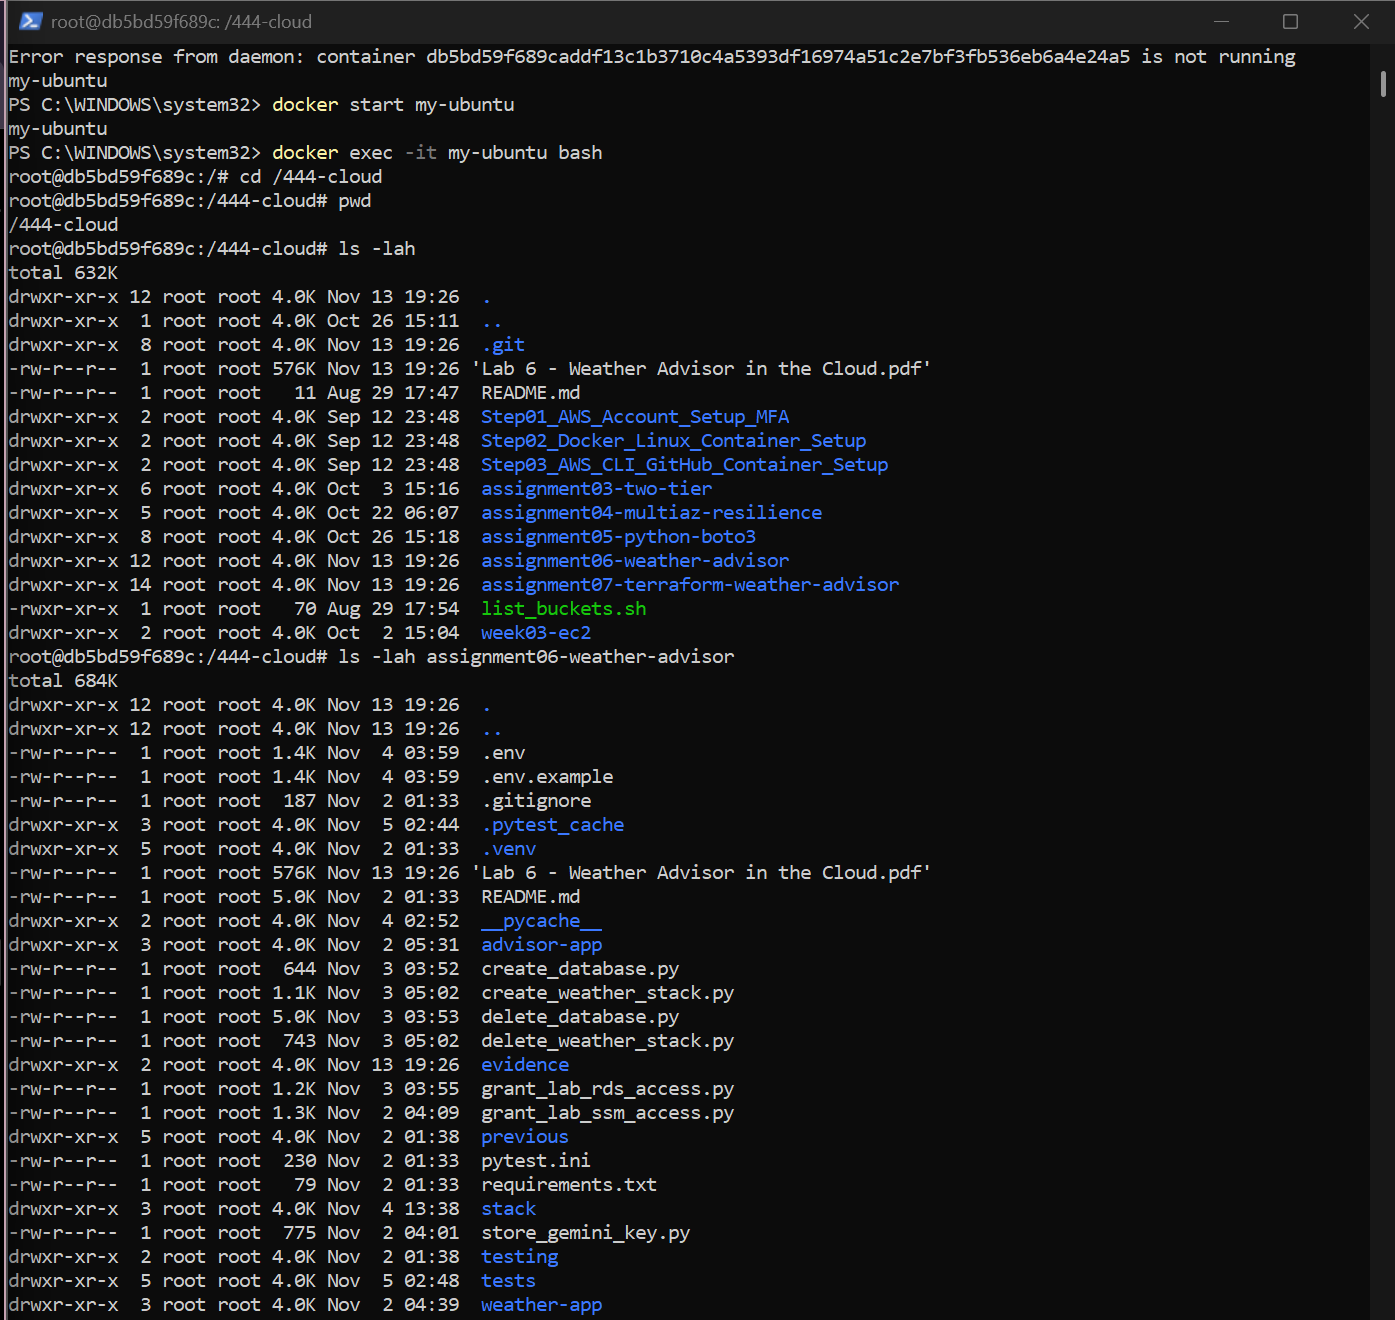 root@db5bd59f689c: /444-cloud
Error response from daemon: container db5bd59f689caddf13c1b3710c4a5393df16974a51c2e7bf3fb536eb6a4e24a5 is not running
my-ubuntu
PS C:\WINDOWS\system32> docker start my-ubuntu
my-ubuntu
PS C:\WINDOWS\system32> docker exec -it my-ubuntu bash
root@db5bd59f689c:/# cd /444-cloud
root@db5bd59f689c:/444-cloud# pwd
/444-cloud
root@db5bd59f689c:/444-cloud# ls -lah
total 632K
drwxr-xr-x 12 root root 4.0K Nov 13 19:26  .
drwxr-xr-x  1 root root 4.0K Oct 26 15:11  ..
drwxr-xr-x  8 root root 4.0K Nov 13 19:26  .git
-rw-r--r--  1 root root 576K Nov 13 19:26 'Lab 6 - Weather Advisor in the Cloud.pdf'
-rw-r--r--  1 root root   11 Aug 29 17:47  README.md
drwxr-xr-x  2 root root 4.0K Sep 12 23:48  Step01_AWS_Account_Setup_MFA
drwxr-xr-x  2 root root 4.0K Sep 12 23:48  Step02_Docker_Linux_Container_Setup
drwxr-xr-x  2 root root 4.0K Sep 12 23:48  Step03_AWS_CLI_GitHub_Container_Setup
drwxr-xr-x  6 root root 4.0K Oct  3 15:16  assignment03-two-tier
drwxr-xr-x  5 root root 4.0K Oct 22 06:07  assignment04-multiaz-resilience
drwxr-xr-x  8 root root 4.0K Oct 26 15:18  assignment05-python-boto3
drwxr-xr-x 12 root root 4.0K Nov 13 19:26  assignment06-weather-advisor
drwxr-xr-x 14 root root 4.0K Nov 13 19:26  assignment07-terraform-weather-advisor
-rwxr-xr-x  1 root root   70 Aug 29 17:54  list_buckets.sh
drwxr-xr-x  2 root root 4.0K Oct  2 15:04  week03-ec2
root@db5bd59f689c:/444-cloud# ls -lah assignment06-weather-advisor
total 684K
drwxr-xr-x 12 root root 4.0K Nov 13 19:26  .
drwxr-xr-x 12 root root 4.0K Nov 13 19:26  ..
-rw-r--r--  1 root root 1.4K Nov  4 03:59  .env
-rw-r--r--  1 root root 1.4K Nov  4 03:59  .env.example
-rw-r--r--  1 root root  187 Nov  2 01:33  .gitignore
drwxr-xr-x  3 root root 4.0K Nov  5 02:44  .pytest_cache
drwxr-xr-x  5 root root 4.0K Nov  2 01:33  .venv
-rw-r--r--  1 root root 576K Nov 13 19:26 'Lab 6 - Weather Advisor in the Cloud.pdf'
-rw-r--r--  1 root root 5.0K Nov  2 01:33  README.md
drwxr-xr-x  2 root root 4.0K Nov  4 02:52  __pycache__
drwxr-xr-x  3 root root 4.0K Nov  2 05:31  advisor-app
-rw-r--r--  1 root root  644 Nov  3 03:52  create_database.py
-rw-r--r--  1 root root 1.1K Nov  3 05:02  create_weather_stack.py
-rw-r--r--  1 root root 5.0K Nov  3 03:53  delete_database.py
-rw-r--r--  1 root root  743 Nov  3 05:02  delete_weather_stack.py
drwxr-xr-x  2 root root 4.0K Nov 13 19:26  evidence
-rw-r--r--  1 root root 1.2K Nov  3 03:55  grant_lab_rds_access.py
-rw-r--r--  1 root root 1.3K Nov  2 04:09  grant_lab_ssm_access.py
drwxr-xr-x  5 root root 4.0K Nov  2 01:38  previous
-rw-r--r--  1 root root  230 Nov  2 01:33  pytest.ini
-rw-r--r--  1 root root   79 Nov  2 01:33  requirements.txt
drwxr-xr-x  3 root root 4.0K Nov  4 13:38  stack
-rw-r--r--  1 root root  775 Nov  2 04:01  store_gemini_key.py
drwxr-xr-x  2 root root 4.0K Nov  2 01:38  testing
drwxr-xr-x  5 root root 4.0K Nov  5 02:48  tests
drwxr-xr-x  3 root root 4.0K Nov  2 04:39  weather-app